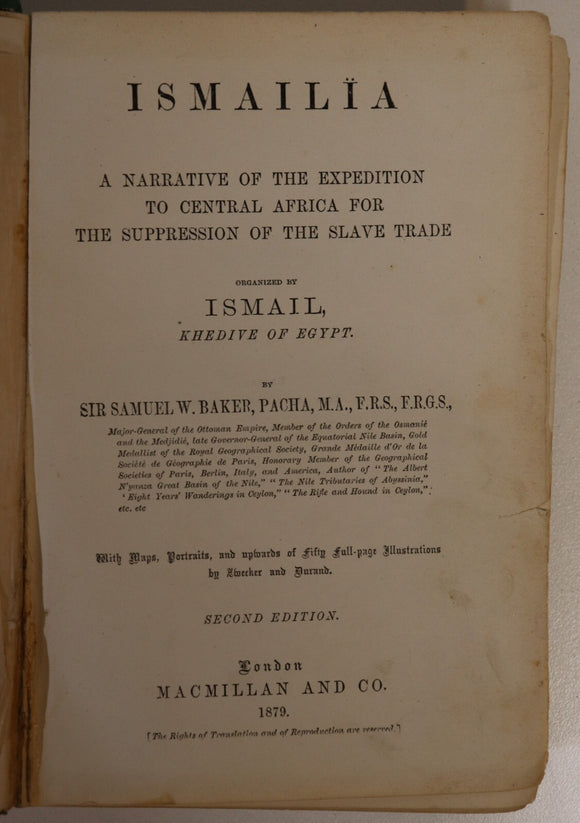 ISMAILÏA
A NARRATIVE OF THE EXPEDITION
TO CENTRAL AFRICA FOR
THE SUPPRESSION OF THE SLAVE TRADE
ORGANIZED BY
ISMAIL,
KHEDIVE OF EGYPT.
BY
SIR SAMUEL W. BAKER, PACHA, M.A., F.R.S., F.R.G.S.,
Major-General of the Ottoman Empire, Member of the Orders of the Osmanié
and the Medjidié, late Governor-General of the Equatorial Nile Basin, Gold
Medallist of the Royal Geographical Society, Grande Médaille d'Or de la
Société de Géographie de Paris, Honorary Member of the Geographical
Societies of Paris, Berlin, Italy, and America, Author of "The Albert
N'yanza Great Basin of the Nile," "The Nile Tributaries of Abyssinia,"
'Eight Years' Wanderings in Ceylon," "The Rifle and Hound in Ceylon,"
etc. etc
With Maps, Portraits, and upwards of Fifty Full-page Illustrations
by Zwecker and Durand.
SECOND EDITION.
London
MACMILLAN AND CO.
1879.
[The Rights of Translation and of Reproduction are reserved.]